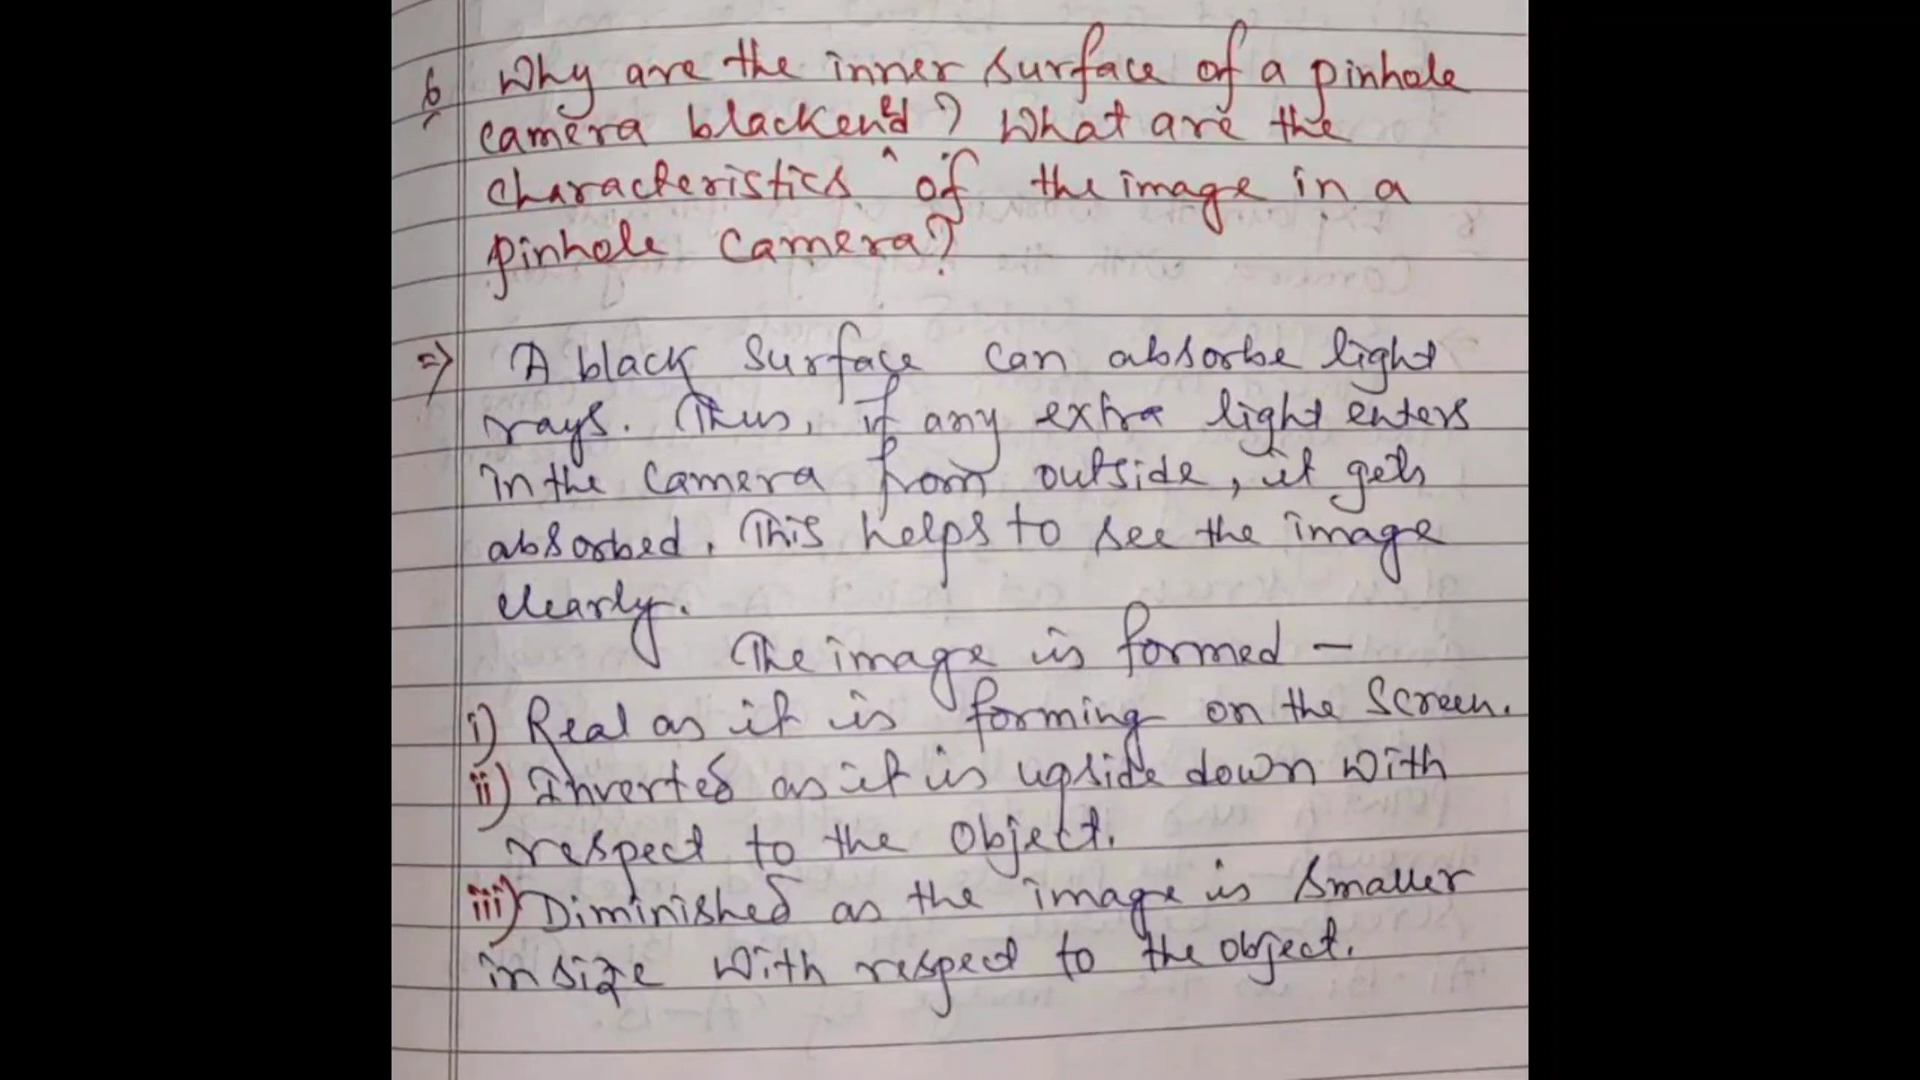 6 Why are the inner surface of a pinhole
camera blackened? What are the
characteristics of the image in a
pinhole camera?
=> A black surface can absorbe light
rays. Thus, if any extra light enters
in the camera from outside, it gets
absorbed. This helps to see the image
clearly.
The image is formed –
i) Real as it is forming on the screen.
ii) Inverted as it is upside down with
respect to the object.
iii) Diminished as the image is smaller
in size with respect to the object.